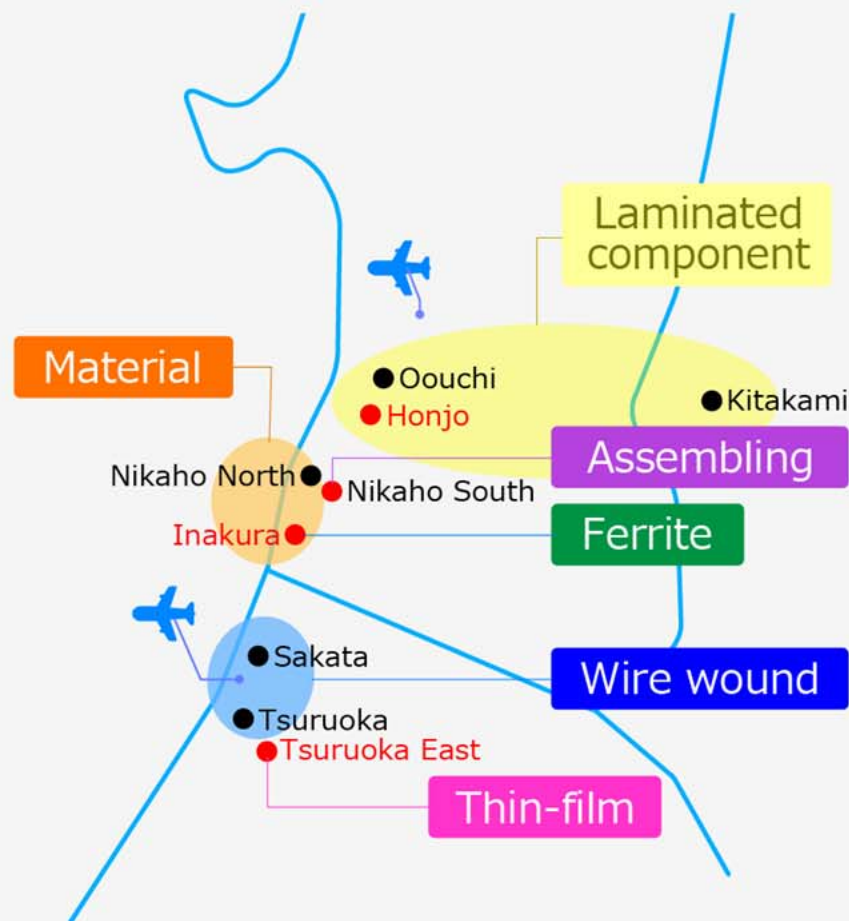 Laminated
component
Material
Oouchi
Kitakami
Honjo
Assembling
Nikaho North
Nikaho South
Inakura
Ferrite
Sakata
Wire wound
Tsuruoka
Tsuruoka East
Thin-film